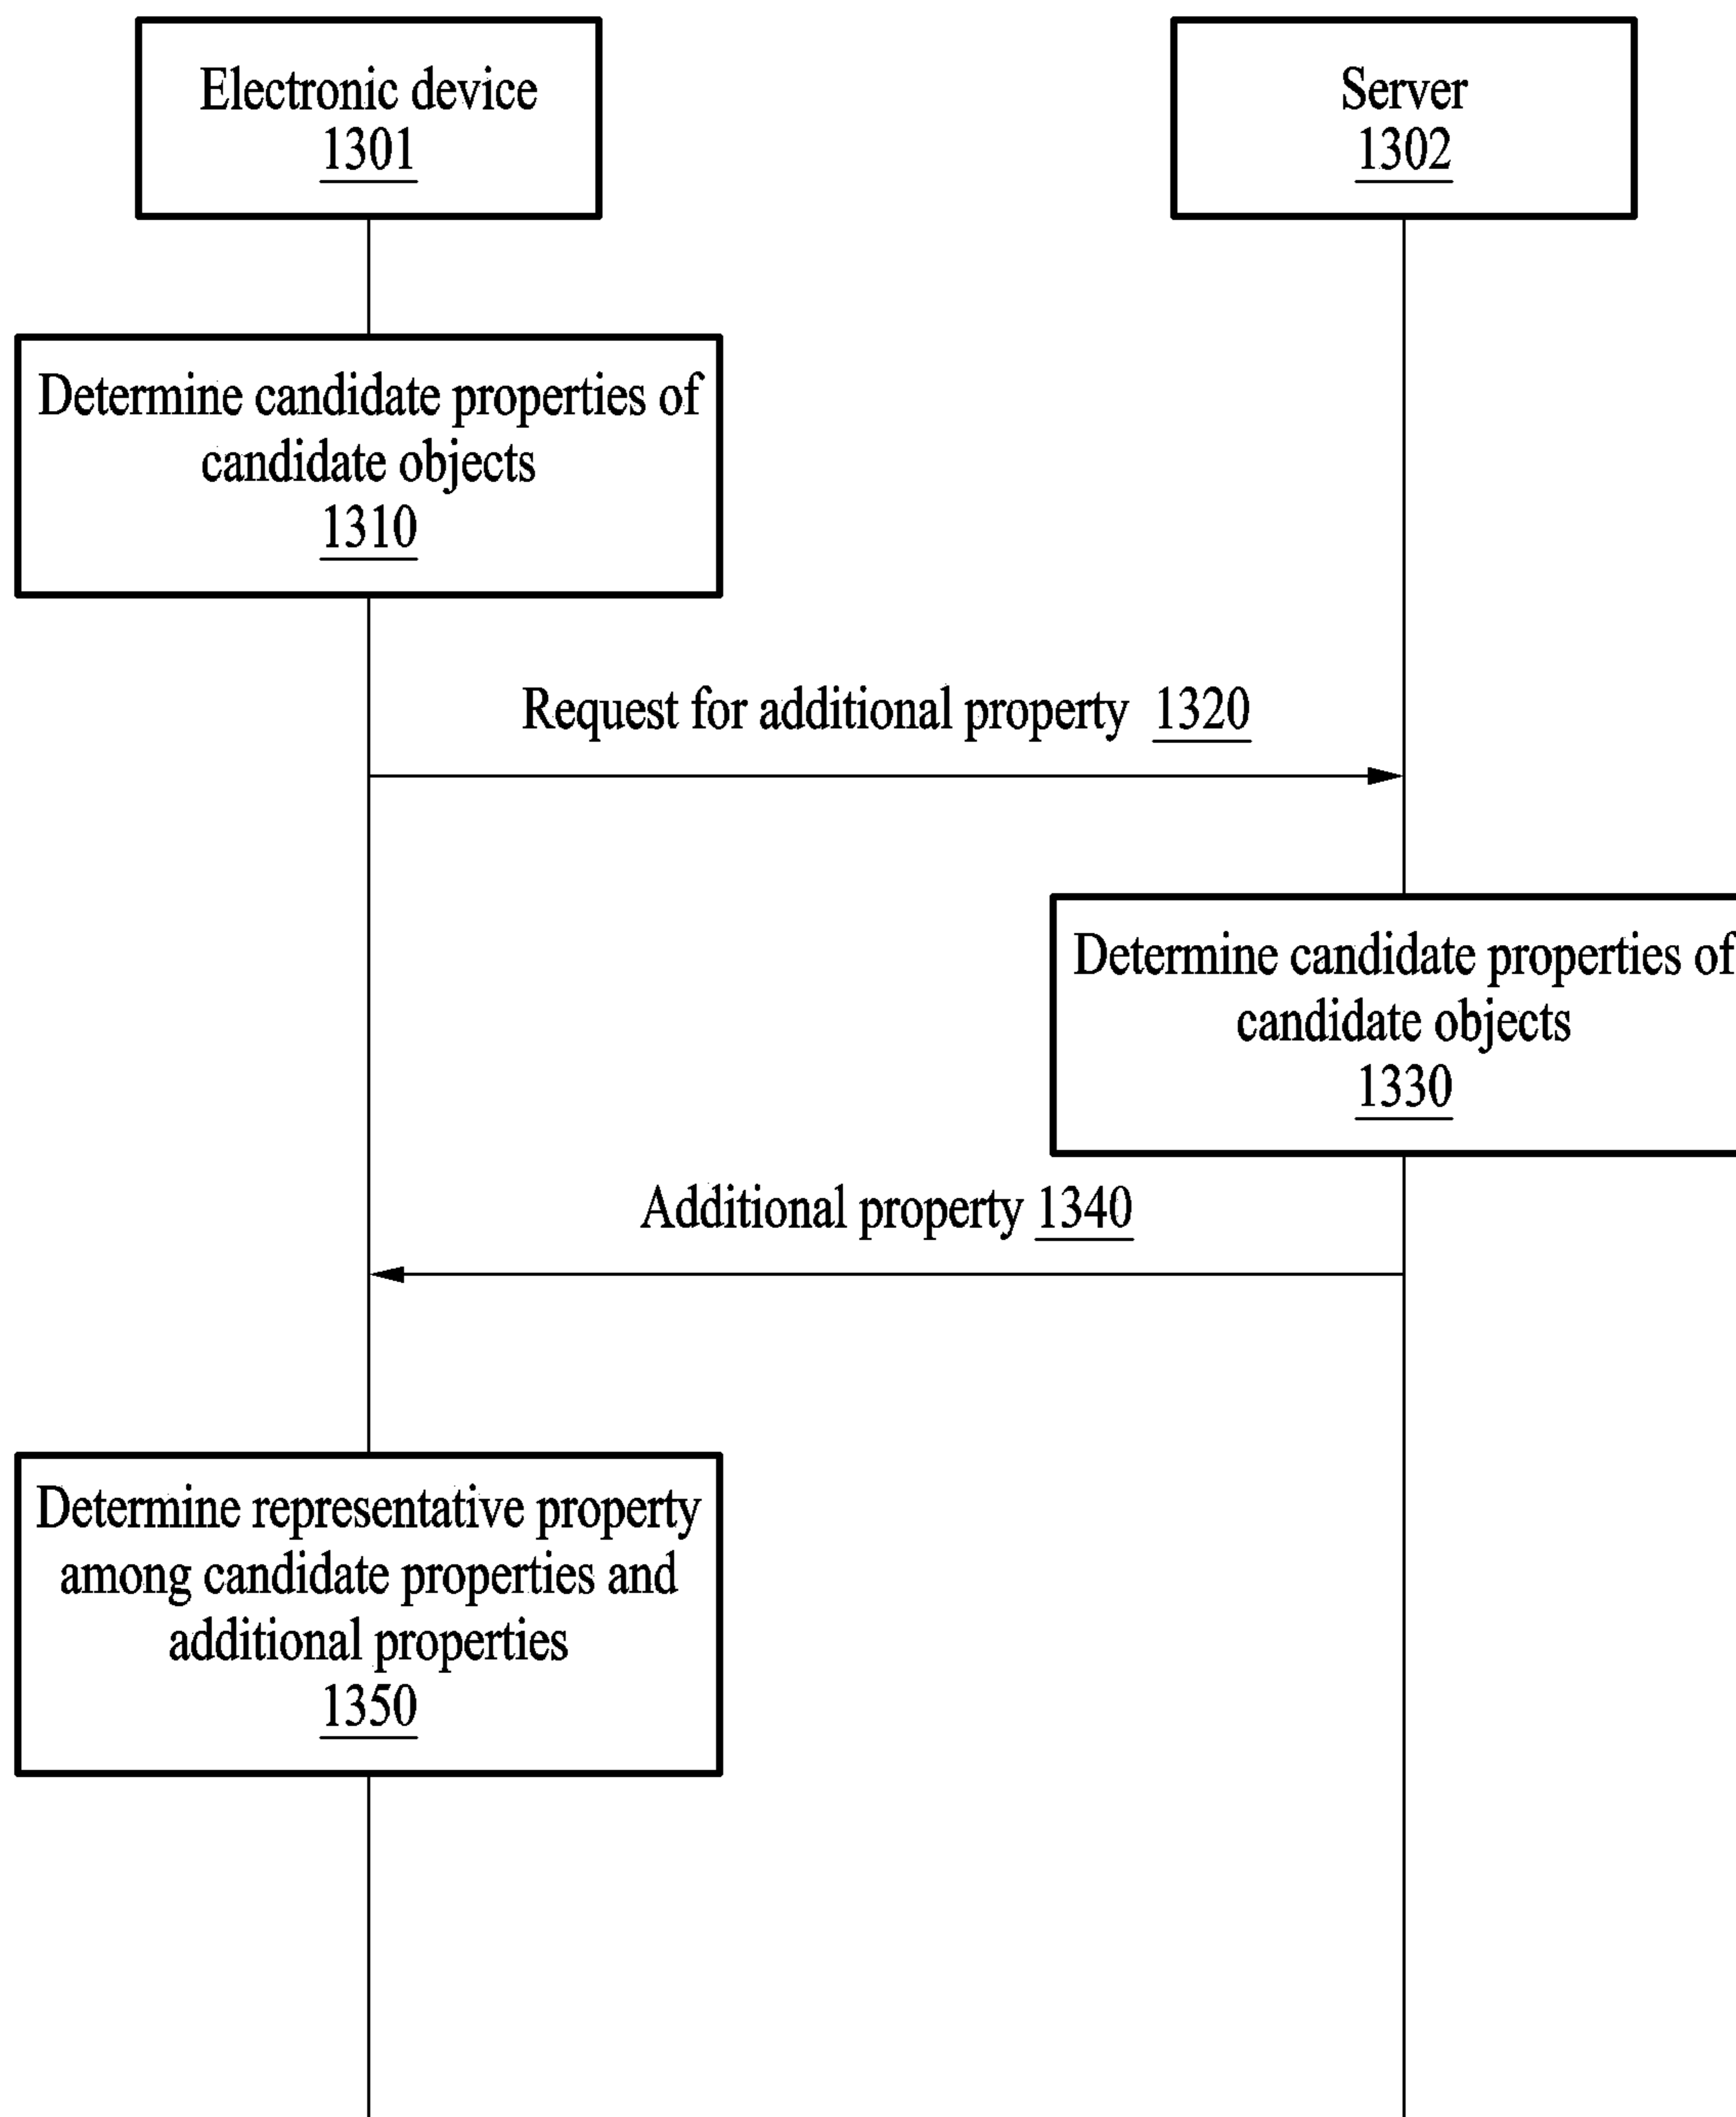 Electronic device
1301
Server
1302
Determine candidate properties of
candidate objects
1310
Request for additional property 1320
Determine candidate properties of
candidate objects
1330
Additional property 1340
Determine representative property
among candidate properties and
additional properties
1350